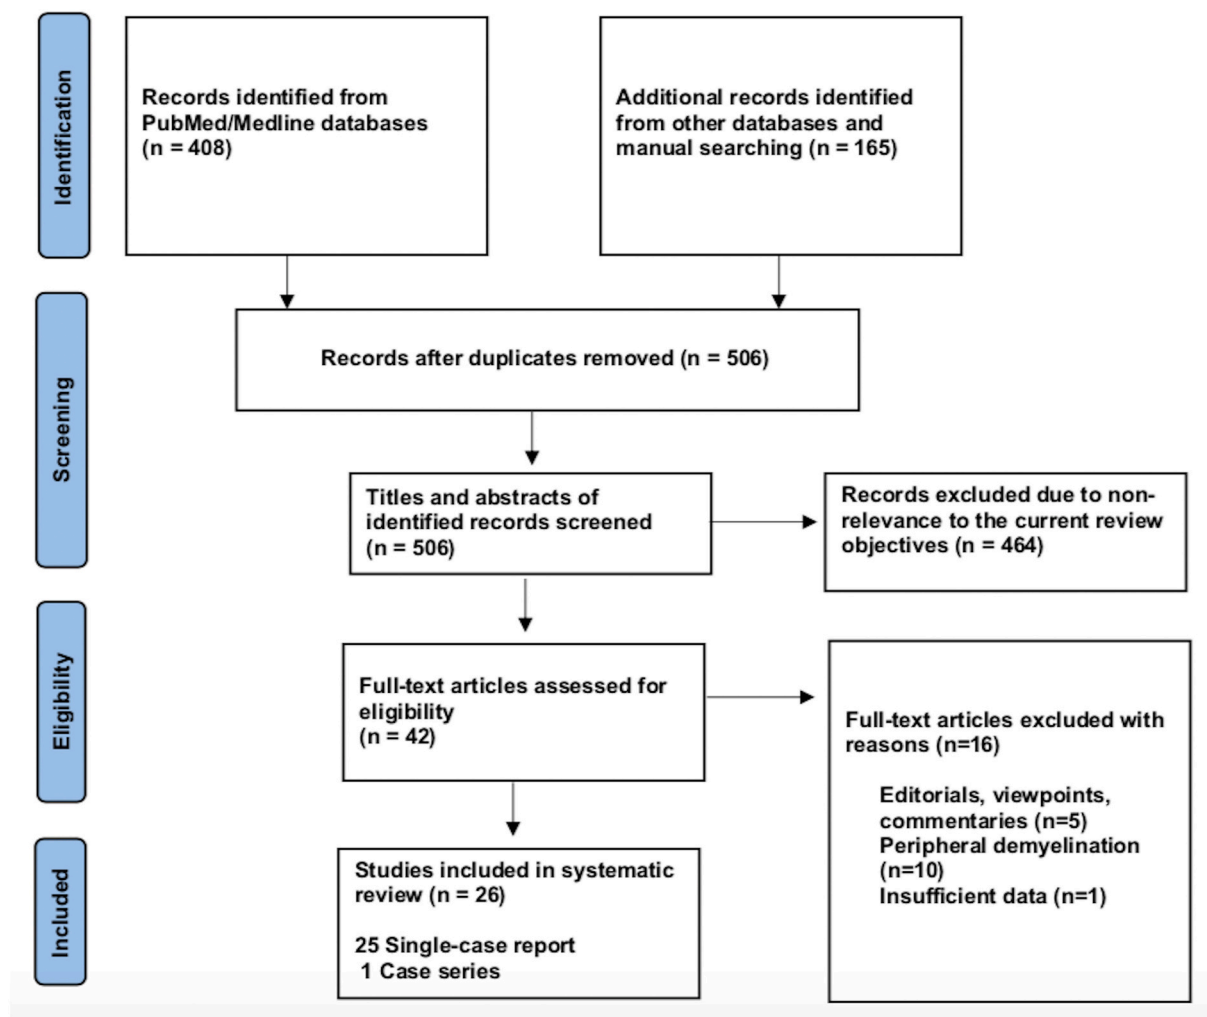 Identification
Records identified from
PubMed/Medline databases
(n = 408)
Additional records identified
from other databases and
manual searching (n = 165)
Screening
Records after duplicates removed (n = 506)
Titles and abstracts of
identified records screened
(n = 506)
Records excluded due to non-
relevance to the current review
objectives (n = 464)
Eligibility
Full-text articles assessed for
eligibility
(n = 42)
Full-text articles excluded with
reasons (n=16)
Editorials, viewpoints,
commentaries (n=5)
Peripheral demyelination
(n=10)
Insufficient data (n=1)
Included
Studies included in systematic
review (n = 26)
25 Single-case report
1 Case series